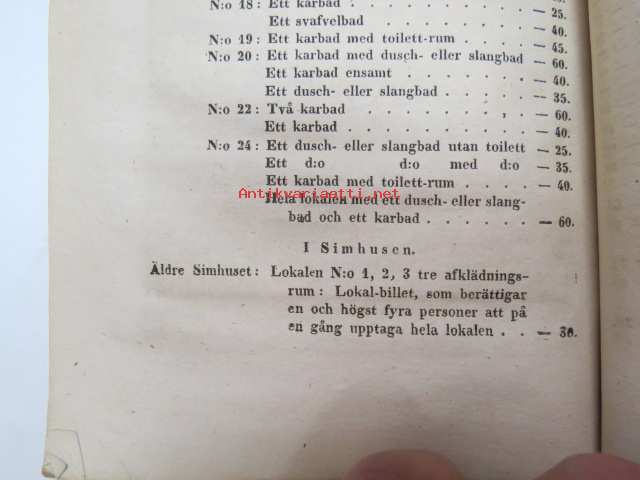 N:o 18: Ett karbad . . . . . . . . . .
Ett svafvelbad . . . . . . . — 25.
N:o 19: Ett karbad med toilett-rum . . . . — 40.
N:o 20: Ett karbad med dusch- eller slangbad — 45.
Ett karbad ensamt . . . . . . — 60.
Ett dusch- eller slangbad . . . . — 40.
N:o 22: Två karbad . . . . . . . . — 35.
Ett karbad . . . . . . . . — 60.
N:o 24: Ett dusch- eller slangbad utan toilett — 40.
Ett d:o d:o med d:o — 25.
Ett karbad med toilett-rum . . . . — 35.
Hela lokalen med ett dusch- eller slang- — 40.
bad och ett karbad . . . . . . — 60.
I Simhusen.
Äldre Simhuset: Lokalen N:o 1, 2, 3 tre afklädnings-
rum: Lokal-billet, som berättigar
en och högst fyra personer att på
en gång upptaga hela lokalen . . — 30.
Antikvariaatti.net